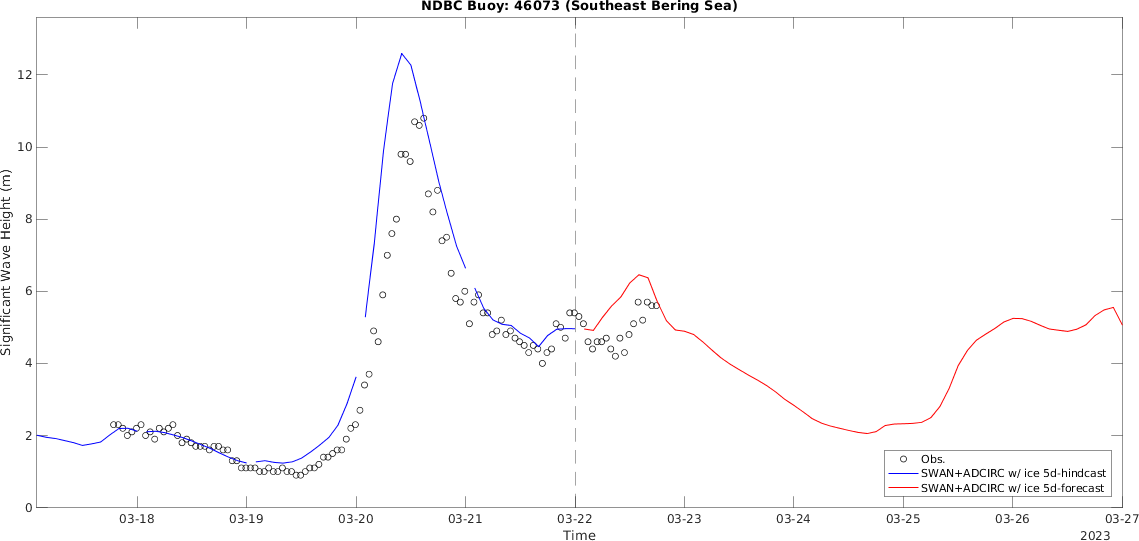 NDBC Buoy: 46073 (Southeast Bering Sea)
Significant Wave Height (m)
12
10
8
6
4
2
0
Obs.
SWAN+ADCIRC w/ ice 5d-hindcast
SWAN+ADCIRC w/ ice 5d-forecast
03-18 03-19 03-20 03-21 03-22 03-23 03-24 03-25 03-26 03-27
Time
2023